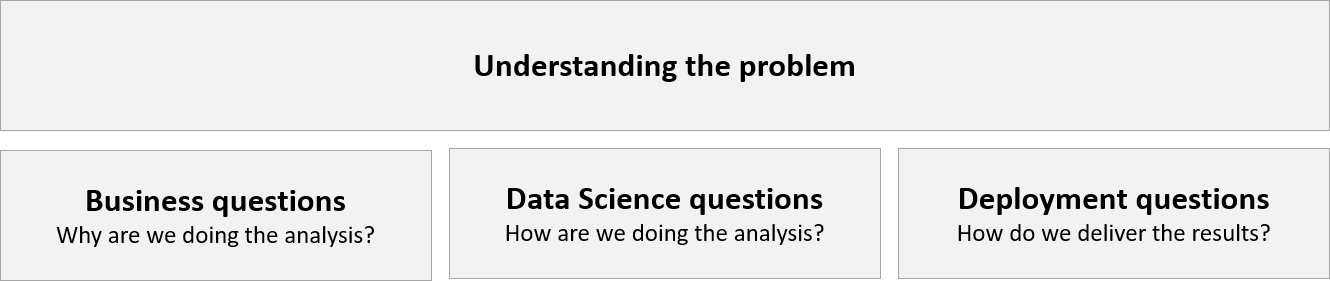 Understanding the problem
Business questions
Why are we doing the analysis?
Data Science questions
How are we doing the analysis?
Deployment questions
How do we deliver the results?